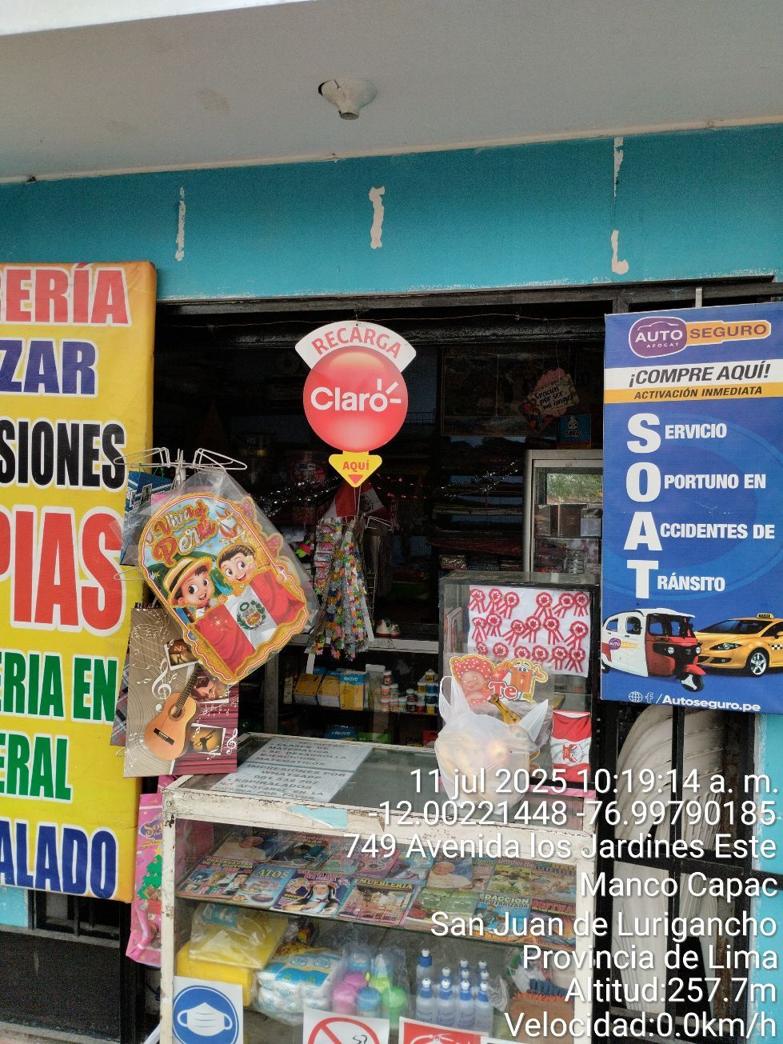 ERÍA
ZAR
SIONES
PIAS
ERIA EN
ERAL
ALADO
RECARGA
Claro
AQUÍ
Viva el
Perú
AUTO SEGURO
AFOCAT
¡COMPRE AQUÍ!
ACTIVACIÓN INMEDIATA
SERVICIO
OPORTUNO EN
ACCIDENTES DE
TRÁNSITO
/Autoseguro.pe
Te
11 jul 2025 10:19:14 a. m.
-12.00221448 -76.99790185
749 Avenida los Jardines Este
Manco Capac
San Juan de Lurigancho
Provincia de Lima
Altitud:257.7m
Velocidad:0.0km/h